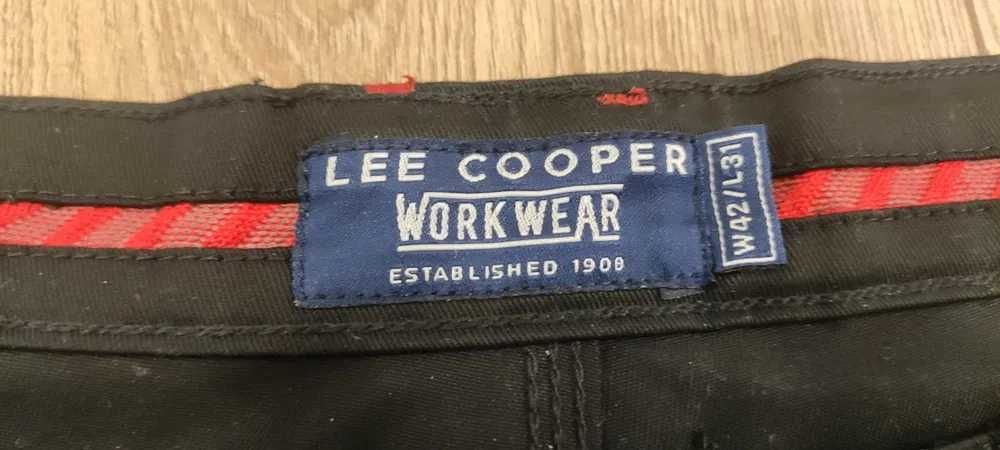 LEE COOPER
WORKWEAR
ESTABLISHED 1908
W42/L31